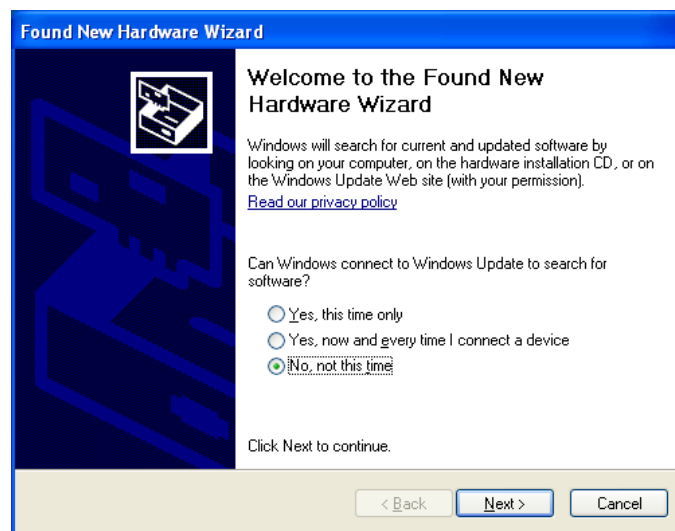 Found New Hardware Wizard
Welcome to the Found New
Hardware Wizard
Windows will search for current and updated software by
looking on your computer, on the hardware installation CD, or on
the Windows Update Web site (with your permission).
Read our privacy policy
Can Windows connect to Windows Update to search for
software?
Yes, this time only
Yes, now and every time I connect a device
No, not this time
Click Next to continue.
< Back
Next >
Cancel